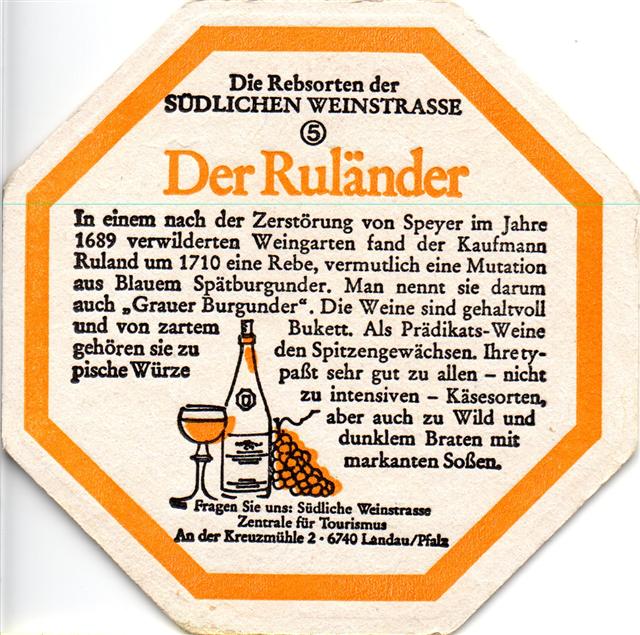 Die Rebsorten der
SÜDLICHEN WEINSTRASSE
⑤
Der Ruländer
In einem nach der Zerstörung von Speyer im Jahre
1689 verwilderten Weingarten fand der Kaufmann
Ruland um 1710 eine Rebe, vermutlich eine Mutation
aus Blauem Spätburgunder. Man nennt sie darum
auch „Grauer Burgunder“. Die Weine sind gehaltvoll
und von zartem Bukett. Als Prädikats-Weine
gehören sie zu den Spitzengewächsen. Ihre ty-
pische Würze paßt sehr gut zu allen – nicht
zu intensiven – Käsesorten,
aber auch zu Wild und
dunklem Braten mit
markanten Soßen.
Fragen Sie uns: Südliche Weinstrasse
Zentrale für Tourismus
An der Kreuzmühle 2 · 6740 Landau/Pfalz